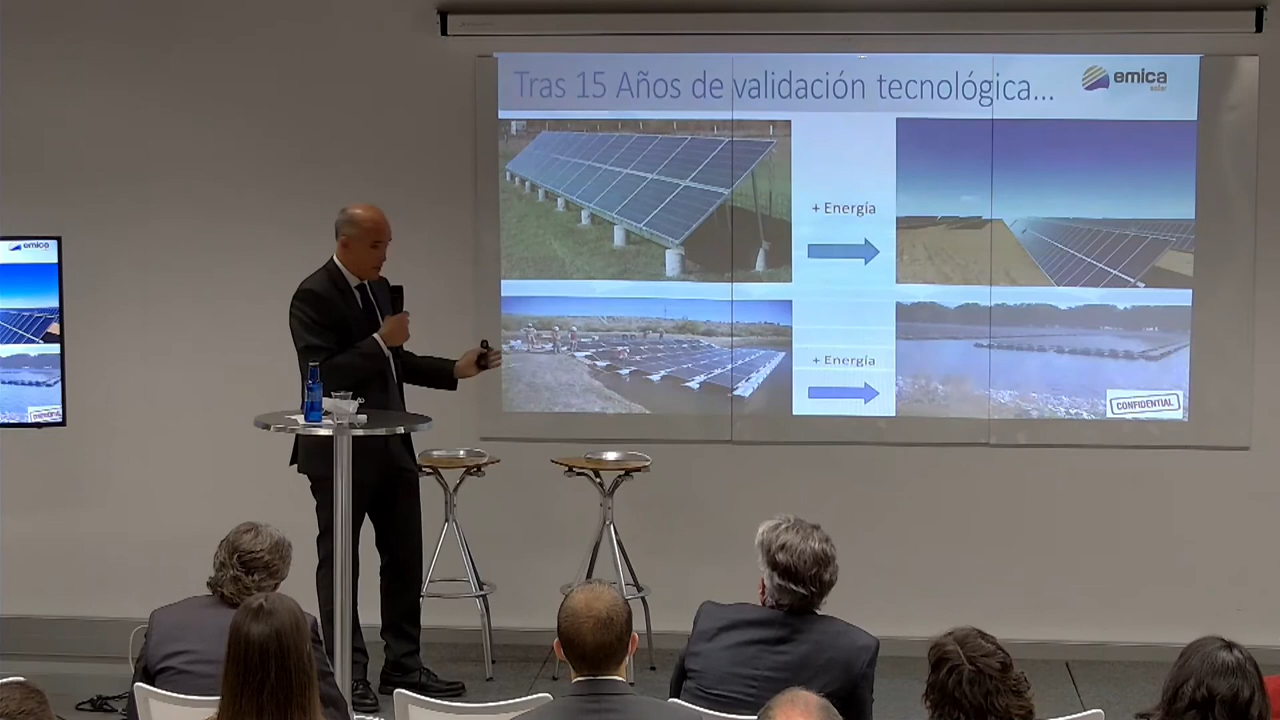 Tras 15 Años de validación tecnológica...
emica
solar
+ Energía
+ Energía
CONFIDENTIAL
emica